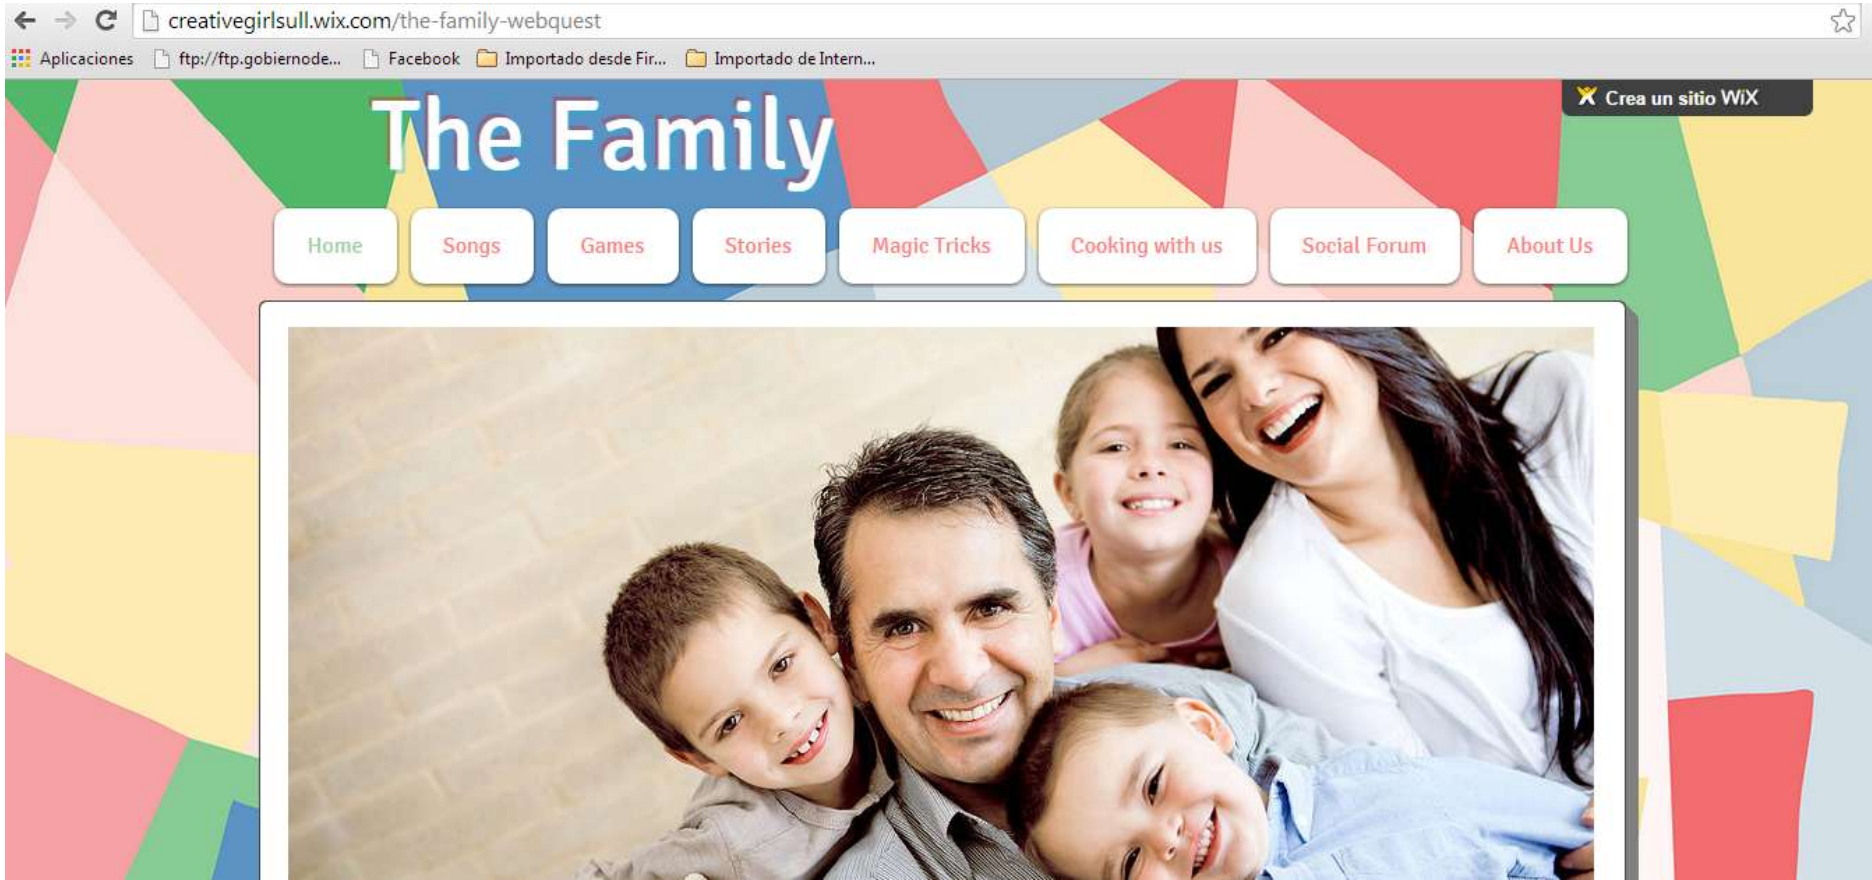 creativegirlsull.wix.com/the-family-webquest
Aplicaciones ftp://ftp.gobiernode... Facebook Importado desde Fir... Importado de Intern...
The Family
Crea un sitio WiX
Home Songs Games Stories Magic Tricks Cooking with us Social Forum About Us